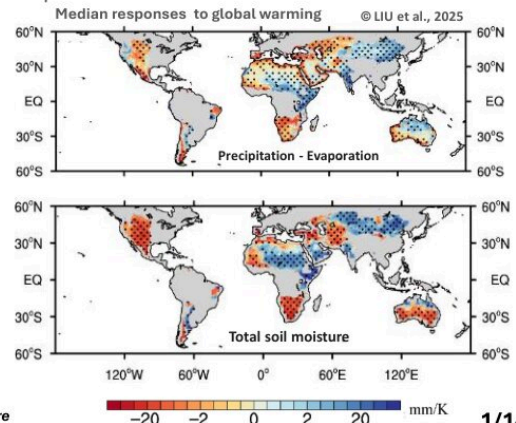 Median responses to global warming
© LIU et al., 2025
60°N 60°N
30°N 30°N
EQ EQ
30°S 30°S
Precipitation - Evaporation
60°S 60°S
60°N 60°N
30°N 30°N
EQ EQ
30°S 30°S
Total soil moisture
60°S 60°S
120°W 60°W 0° 60°E 120°E
mm/K
−20 −2 0 2 20